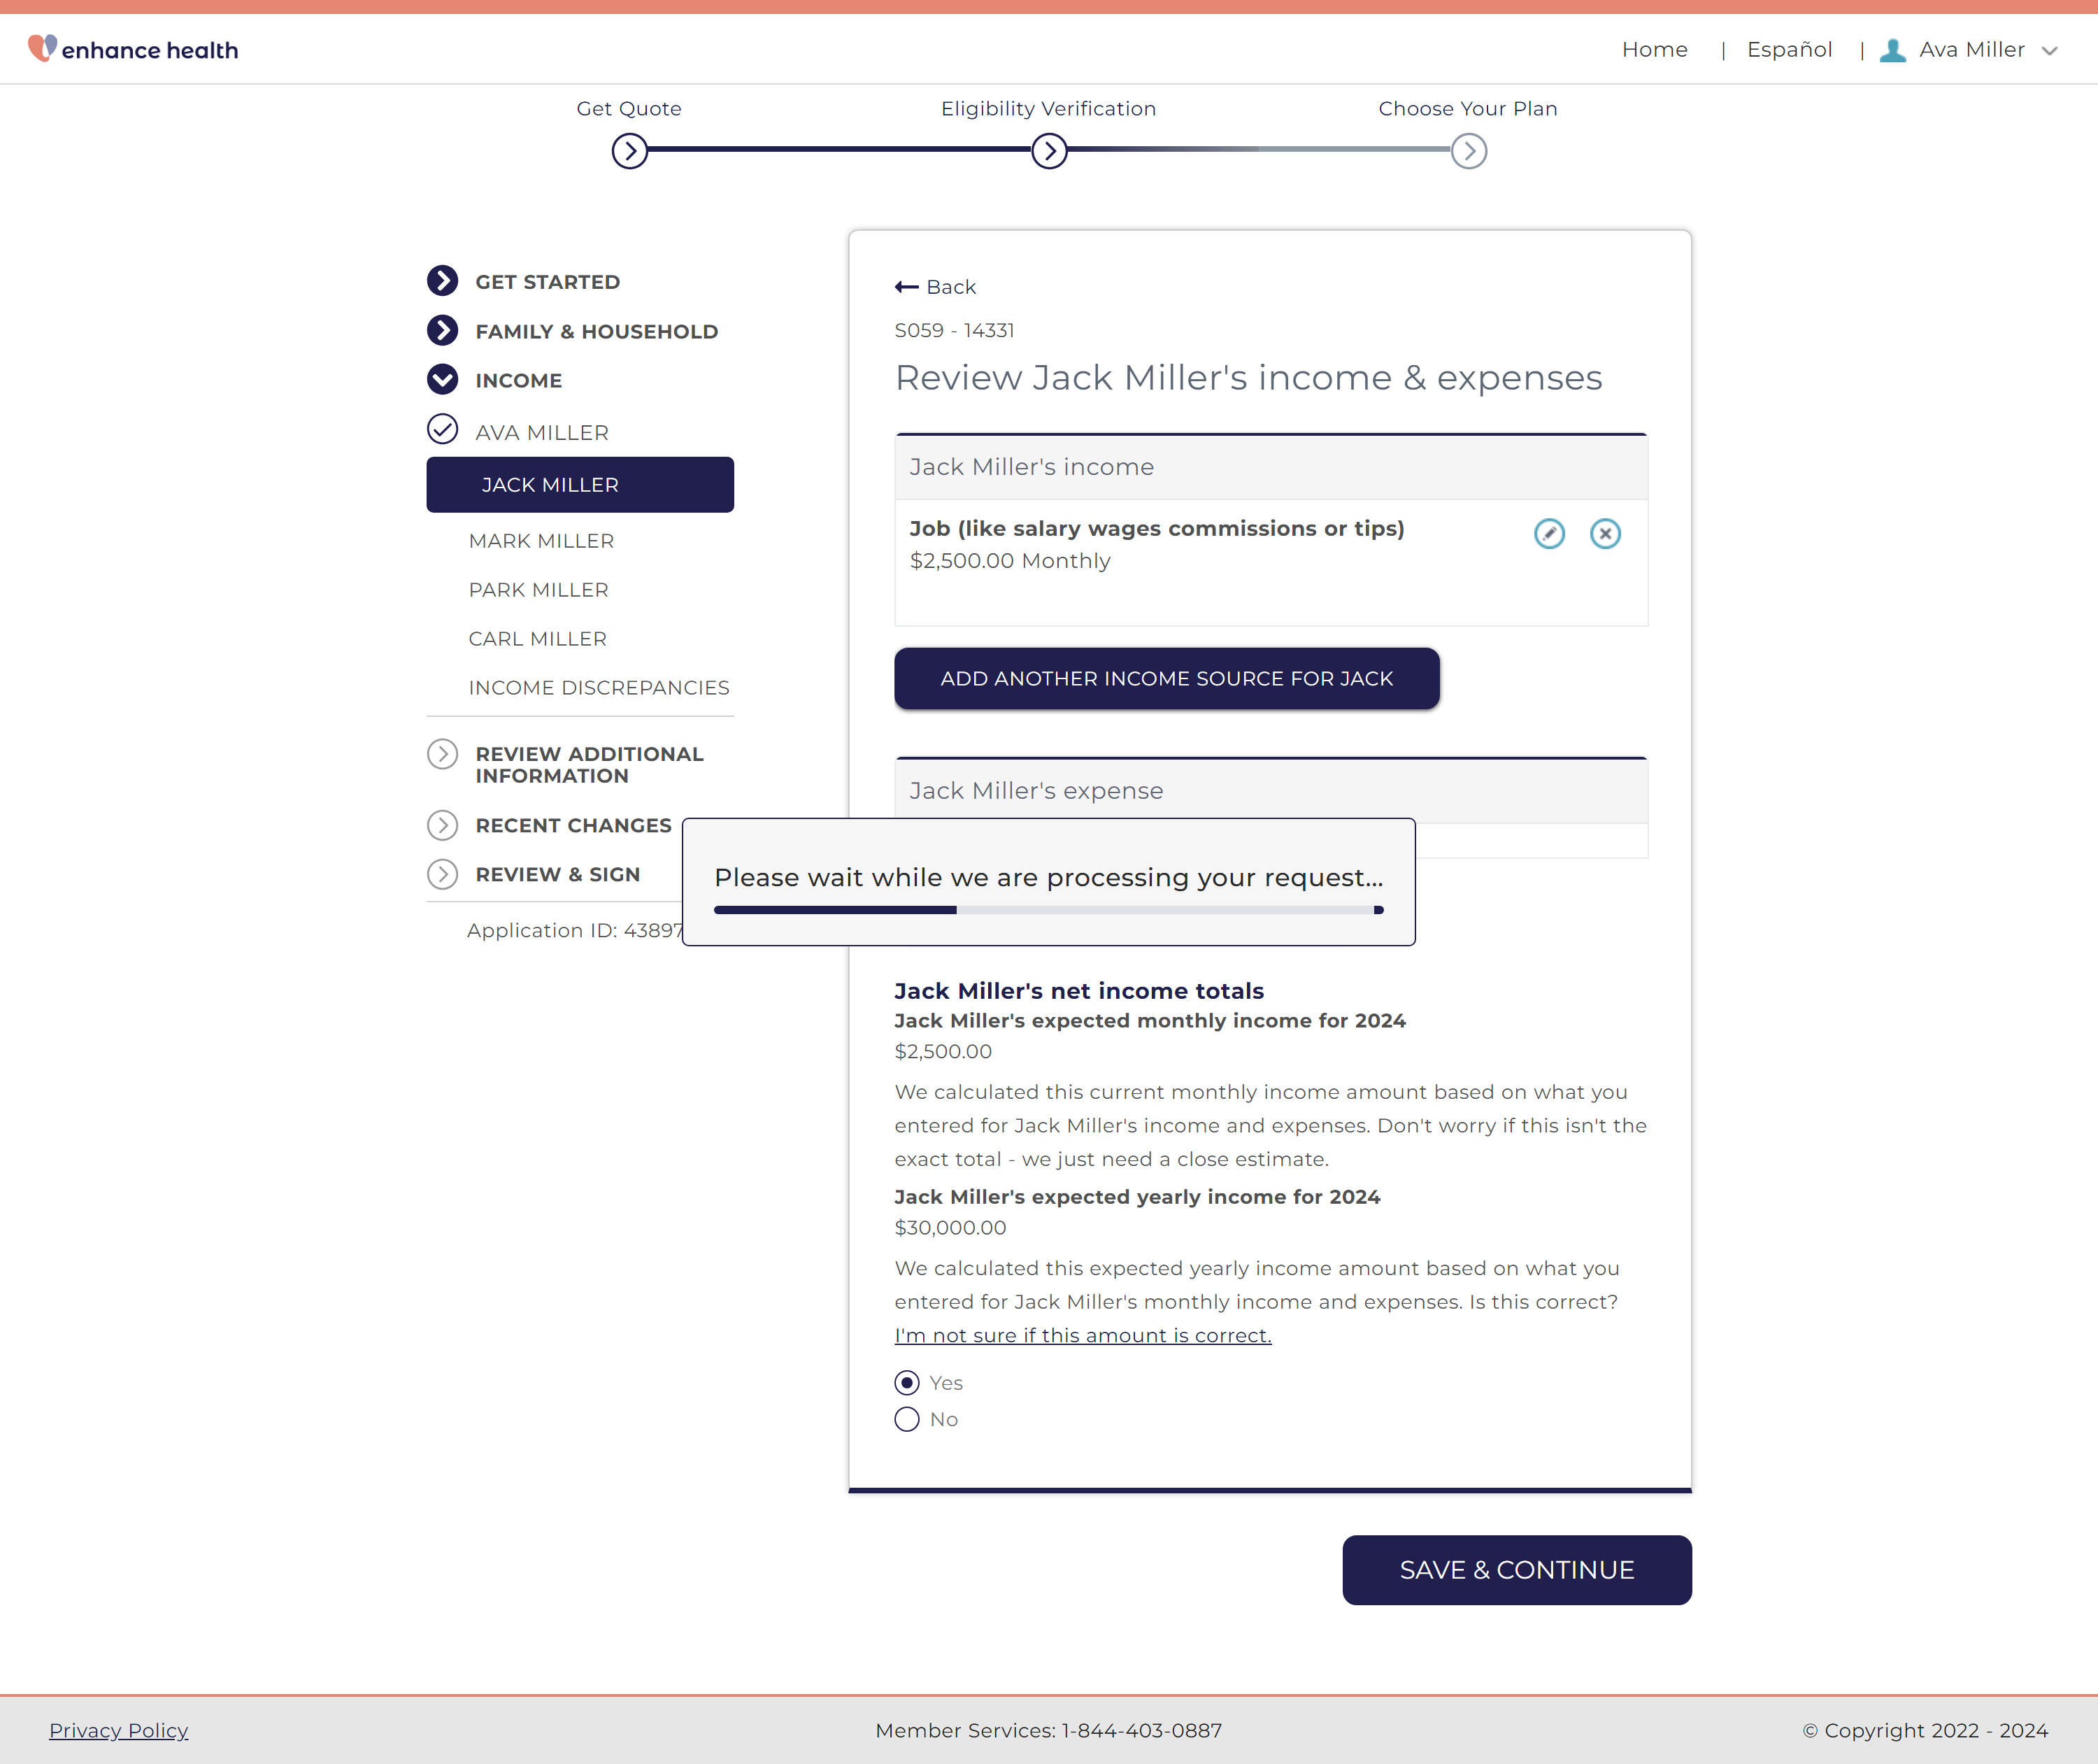 enhance health
Home | Español | Ava Miller
Get Quote
Eligibility Verification
Choose Your Plan
GET STARTED
FAMILY & HOUSEHOLD
INCOME
AVA MILLER
JACK MILLER
MARK MILLER
PARK MILLER
CARL MILLER
INCOME DISCREPANCIES
REVIEW ADDITIONAL
INFORMATION
RECENT CHANGES
REVIEW & SIGN
Application ID: 43897
Back
S059 - 14331
Review Jack Miller's income & expenses
Jack Miller's income
Job (like salary wages commissions or tips)
$2,500.00 Monthly
ADD ANOTHER INCOME SOURCE FOR JACK
Jack Miller's expense
Please wait while we are processing your request...
Jack Miller's net income totals
Jack Miller's expected monthly income for 2024
$2,500.00
We calculated this current monthly income amount based on what you
entered for Jack Miller's income and expenses. Don't worry if this isn't the
exact total - we just need a close estimate.
Jack Miller's expected yearly income for 2024
$30,000.00
We calculated this expected yearly income amount based on what you
entered for Jack Miller's monthly income and expenses. Is this correct?
I'm not sure if this amount is correct.
Yes
No
SAVE & CONTINUE
Privacy Policy
Member Services: 1-844-403-0887
© Copyright 2022 - 2024